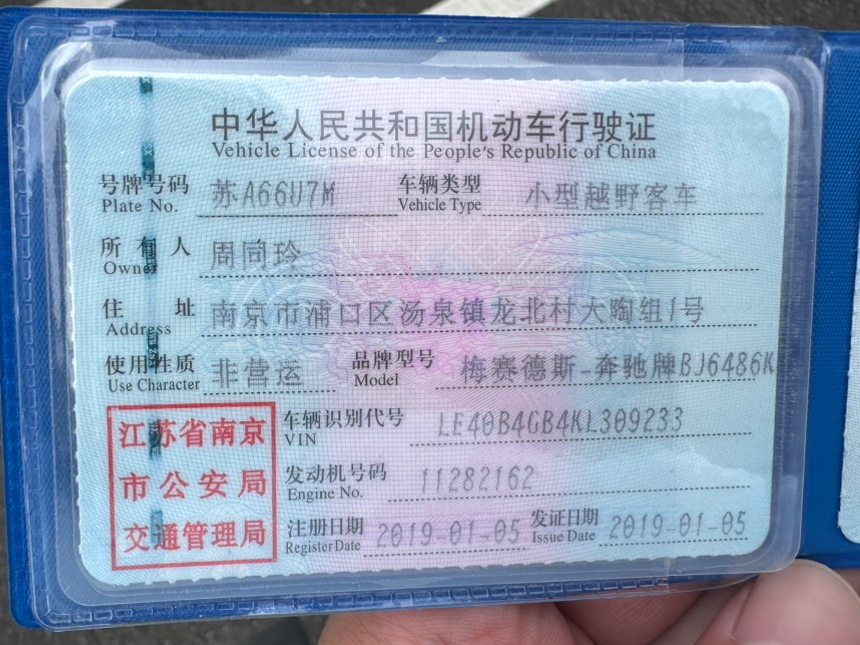 中华人民共和国机动车行驶证
Vehicle License of the People's Republic of China
号牌号码 苏A66U7M 车辆类型 小型越野客车
Plate No. Vehicle Type
所有人 周同玲
Owner
住址 南京市浦口区汤泉镇龙北村大陶组1号
Address
使用性质 非营运 品牌型号 梅赛德斯-奔驰牌BJ6486K
Use Character Model
江苏省南京
市公安局
交通管理局
车辆识别代号 LE40B4GB4KL309233
VIN
发动机号码 11282162
Engine No.
注册日期 2019-01-05 发证日期 2019-01-05
Register Date Issue Date